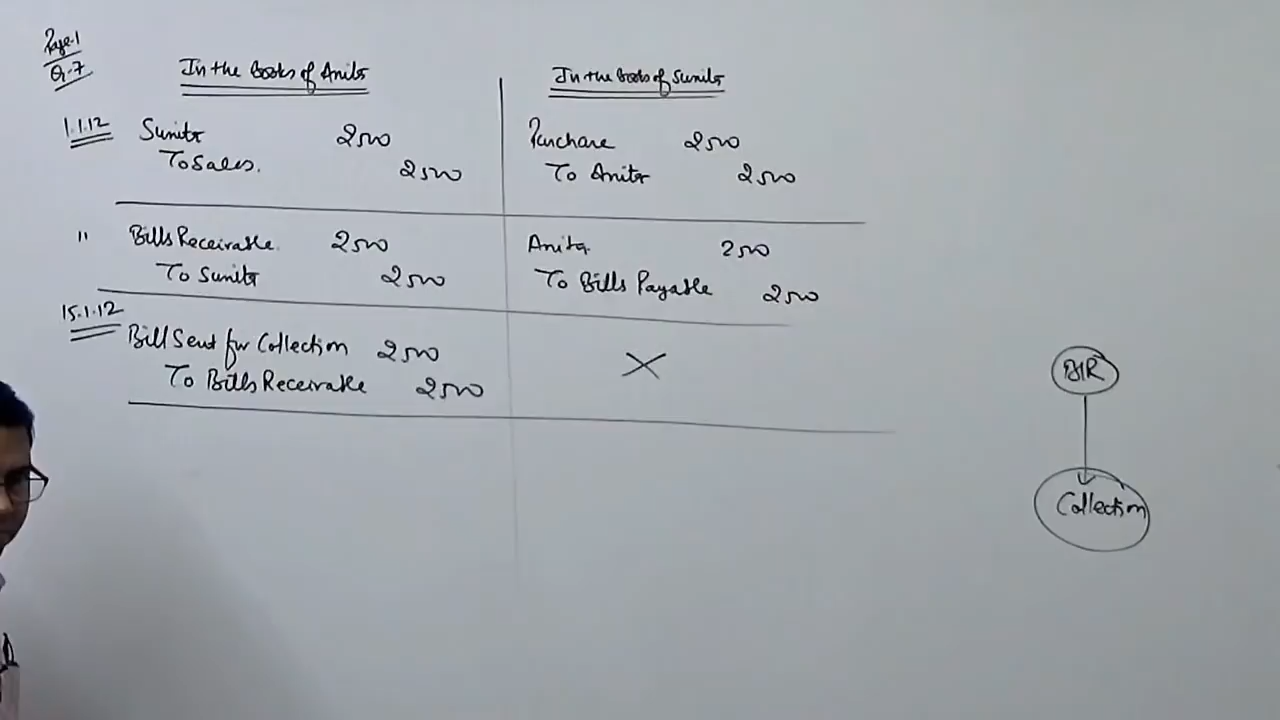 Page-1
Q-7
In the books of Anita
In the Books of Sunita
1.1.12 Sunita 2500
To Sales. 2500
Purchase 2500
To Anita 2500
" Bills Receivable. 2500
To Sunita 2500
Anita. 2500
To Bills Payable 2500
15.1.12
Bill Sent for Collection 2500
To Bills Receivable 2500
X
B/R
Collection